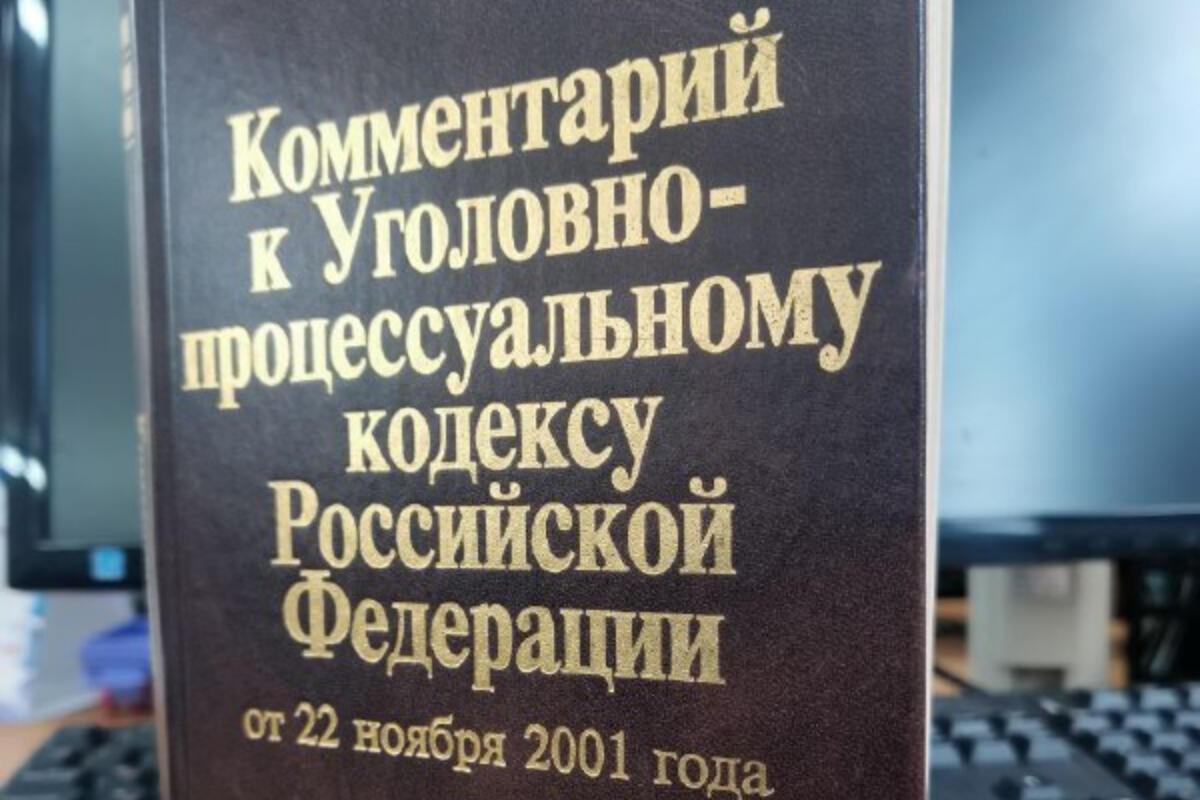 Комментарий
к Уголовно-
процессуальному
кодексу
Российской
Федерации
от 22 ноября 2001 года